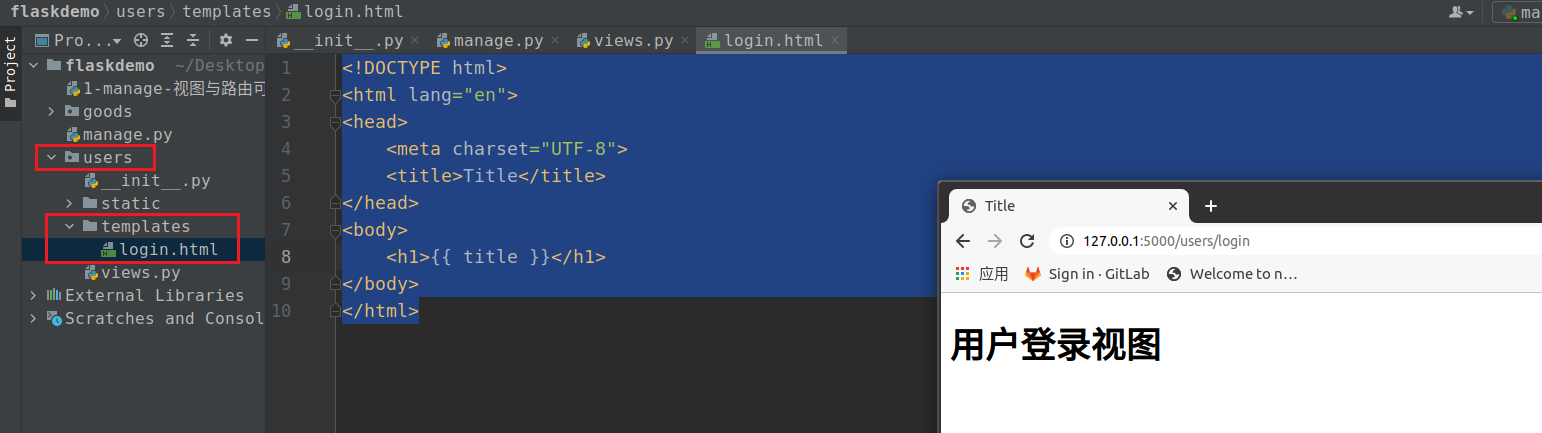 flaskdemo users templates login.html
ma
Project
Pro...
__init__.py manage.py views.py login.html
flaskdemo ~/Desktop
1-manage-视图与路由可
goods
manage.py
users
__init__.py
static
templates
login.html
views.py
External Libraries
Scratches and Consol
1 <!DOCTYPE html>
2 <html lang="en">
3 <head>
4 <meta charset="UTF-8">
5 <title>Title</title>
6 </head>
7 <body>
8 <h1>{{ title }}</h1>
9 </body>
10 </html>
Title
127.0.0.1:5000/users/login
应用 Sign in · GitLab Welcome to n...
用户登录视图